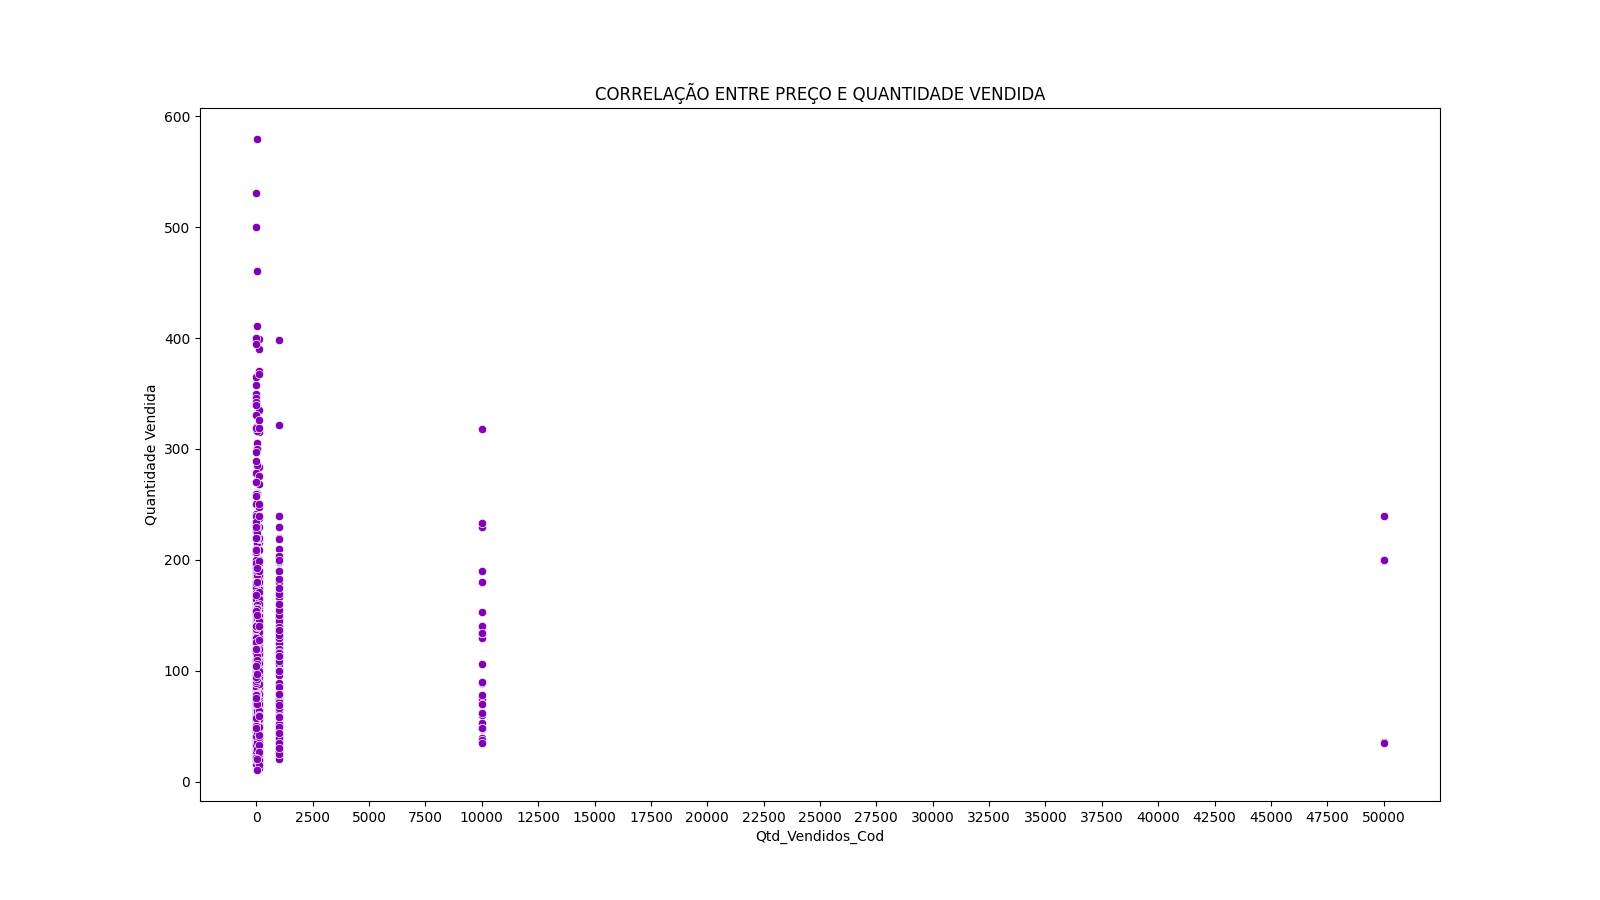 CORRELAÇÃO ENTRE PREÇO E QUANTIDADE VENDIDA
600
500
400
300
200
100
0
Quantidade Vendida
0 2500 5000 7500 10000 12500 15000 17500 20000 22500 25000 27500 30000 32500 35000 37500 40000 42500 45000 47500 50000
Qtd_Vendidos_Cod